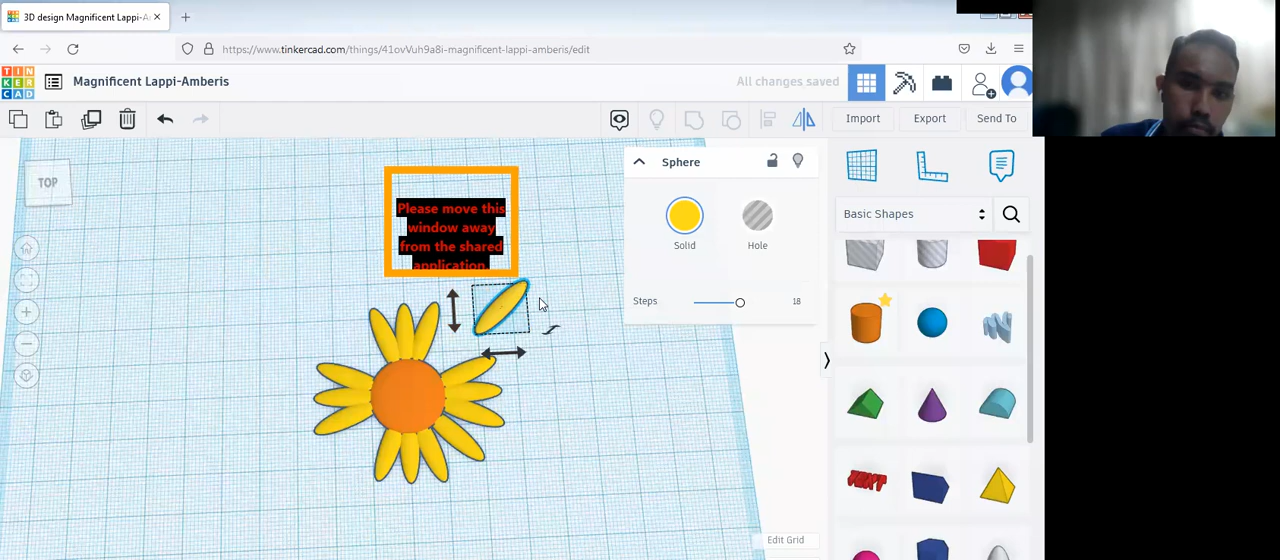 3D design Magnificent Lappi-A
https://www.tinkercad.com/things/41ovVuh9a8i-magnificent-lappi-amberis/edit
TIN
KER
CAD
Magnificent Lappi-Amberis
All changes saved
Import
Export
Send To
TOP
Please move this
window away
from the shared
application.
Sphere
Solid
Hole
Steps
18
Basic Shapes
TEXT
Edit Grid